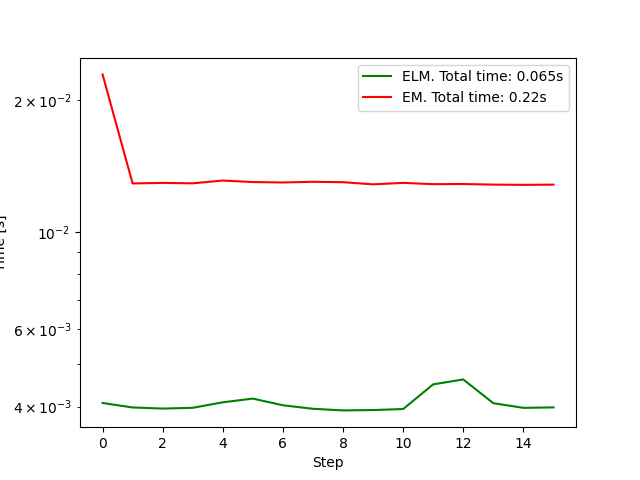 ELM. Total time: 0.065s
EM. Total time: 0.22s
2 × 10⁻²
10⁻²
6 × 10⁻³
4 × 10⁻³
0 2 4 6 8 10 12 14
Step